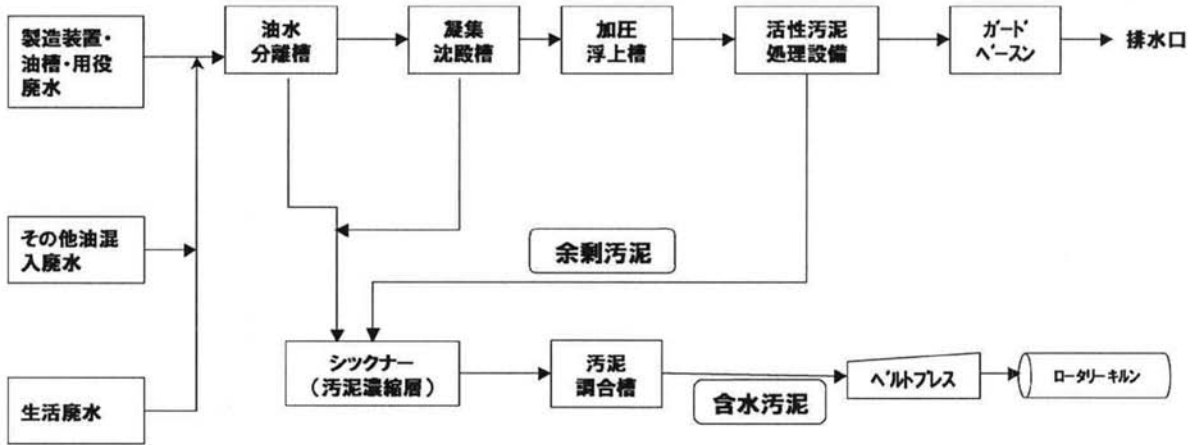 製造装置・
油槽・用役
廃水
油水
分離槽
凝集
沈殿槽
加圧
浮上槽
活性汚泥
処理設備
ガード
ベースン
排水口
その他油混
入廃水
余剰汚泥
生活廃水
シックナー
(汚泥濃縮層)
汚泥
調合槽
含水汚泥
ベルトプレス
ロータリーキルン